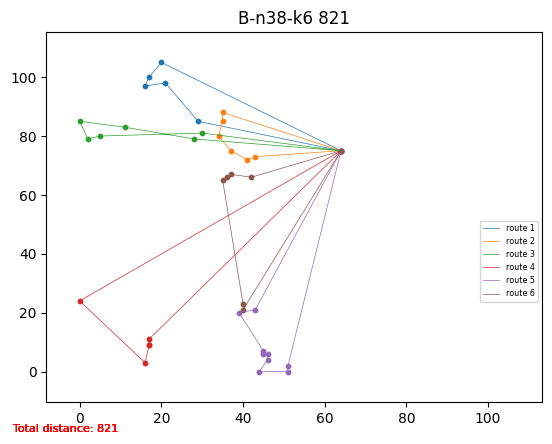 B-n38-k6 821
100
80
60
40
20
0
0 20 40 60 80 100
route 1
route 2
route 3
route 4
route 5
route 6
Total distance: 821